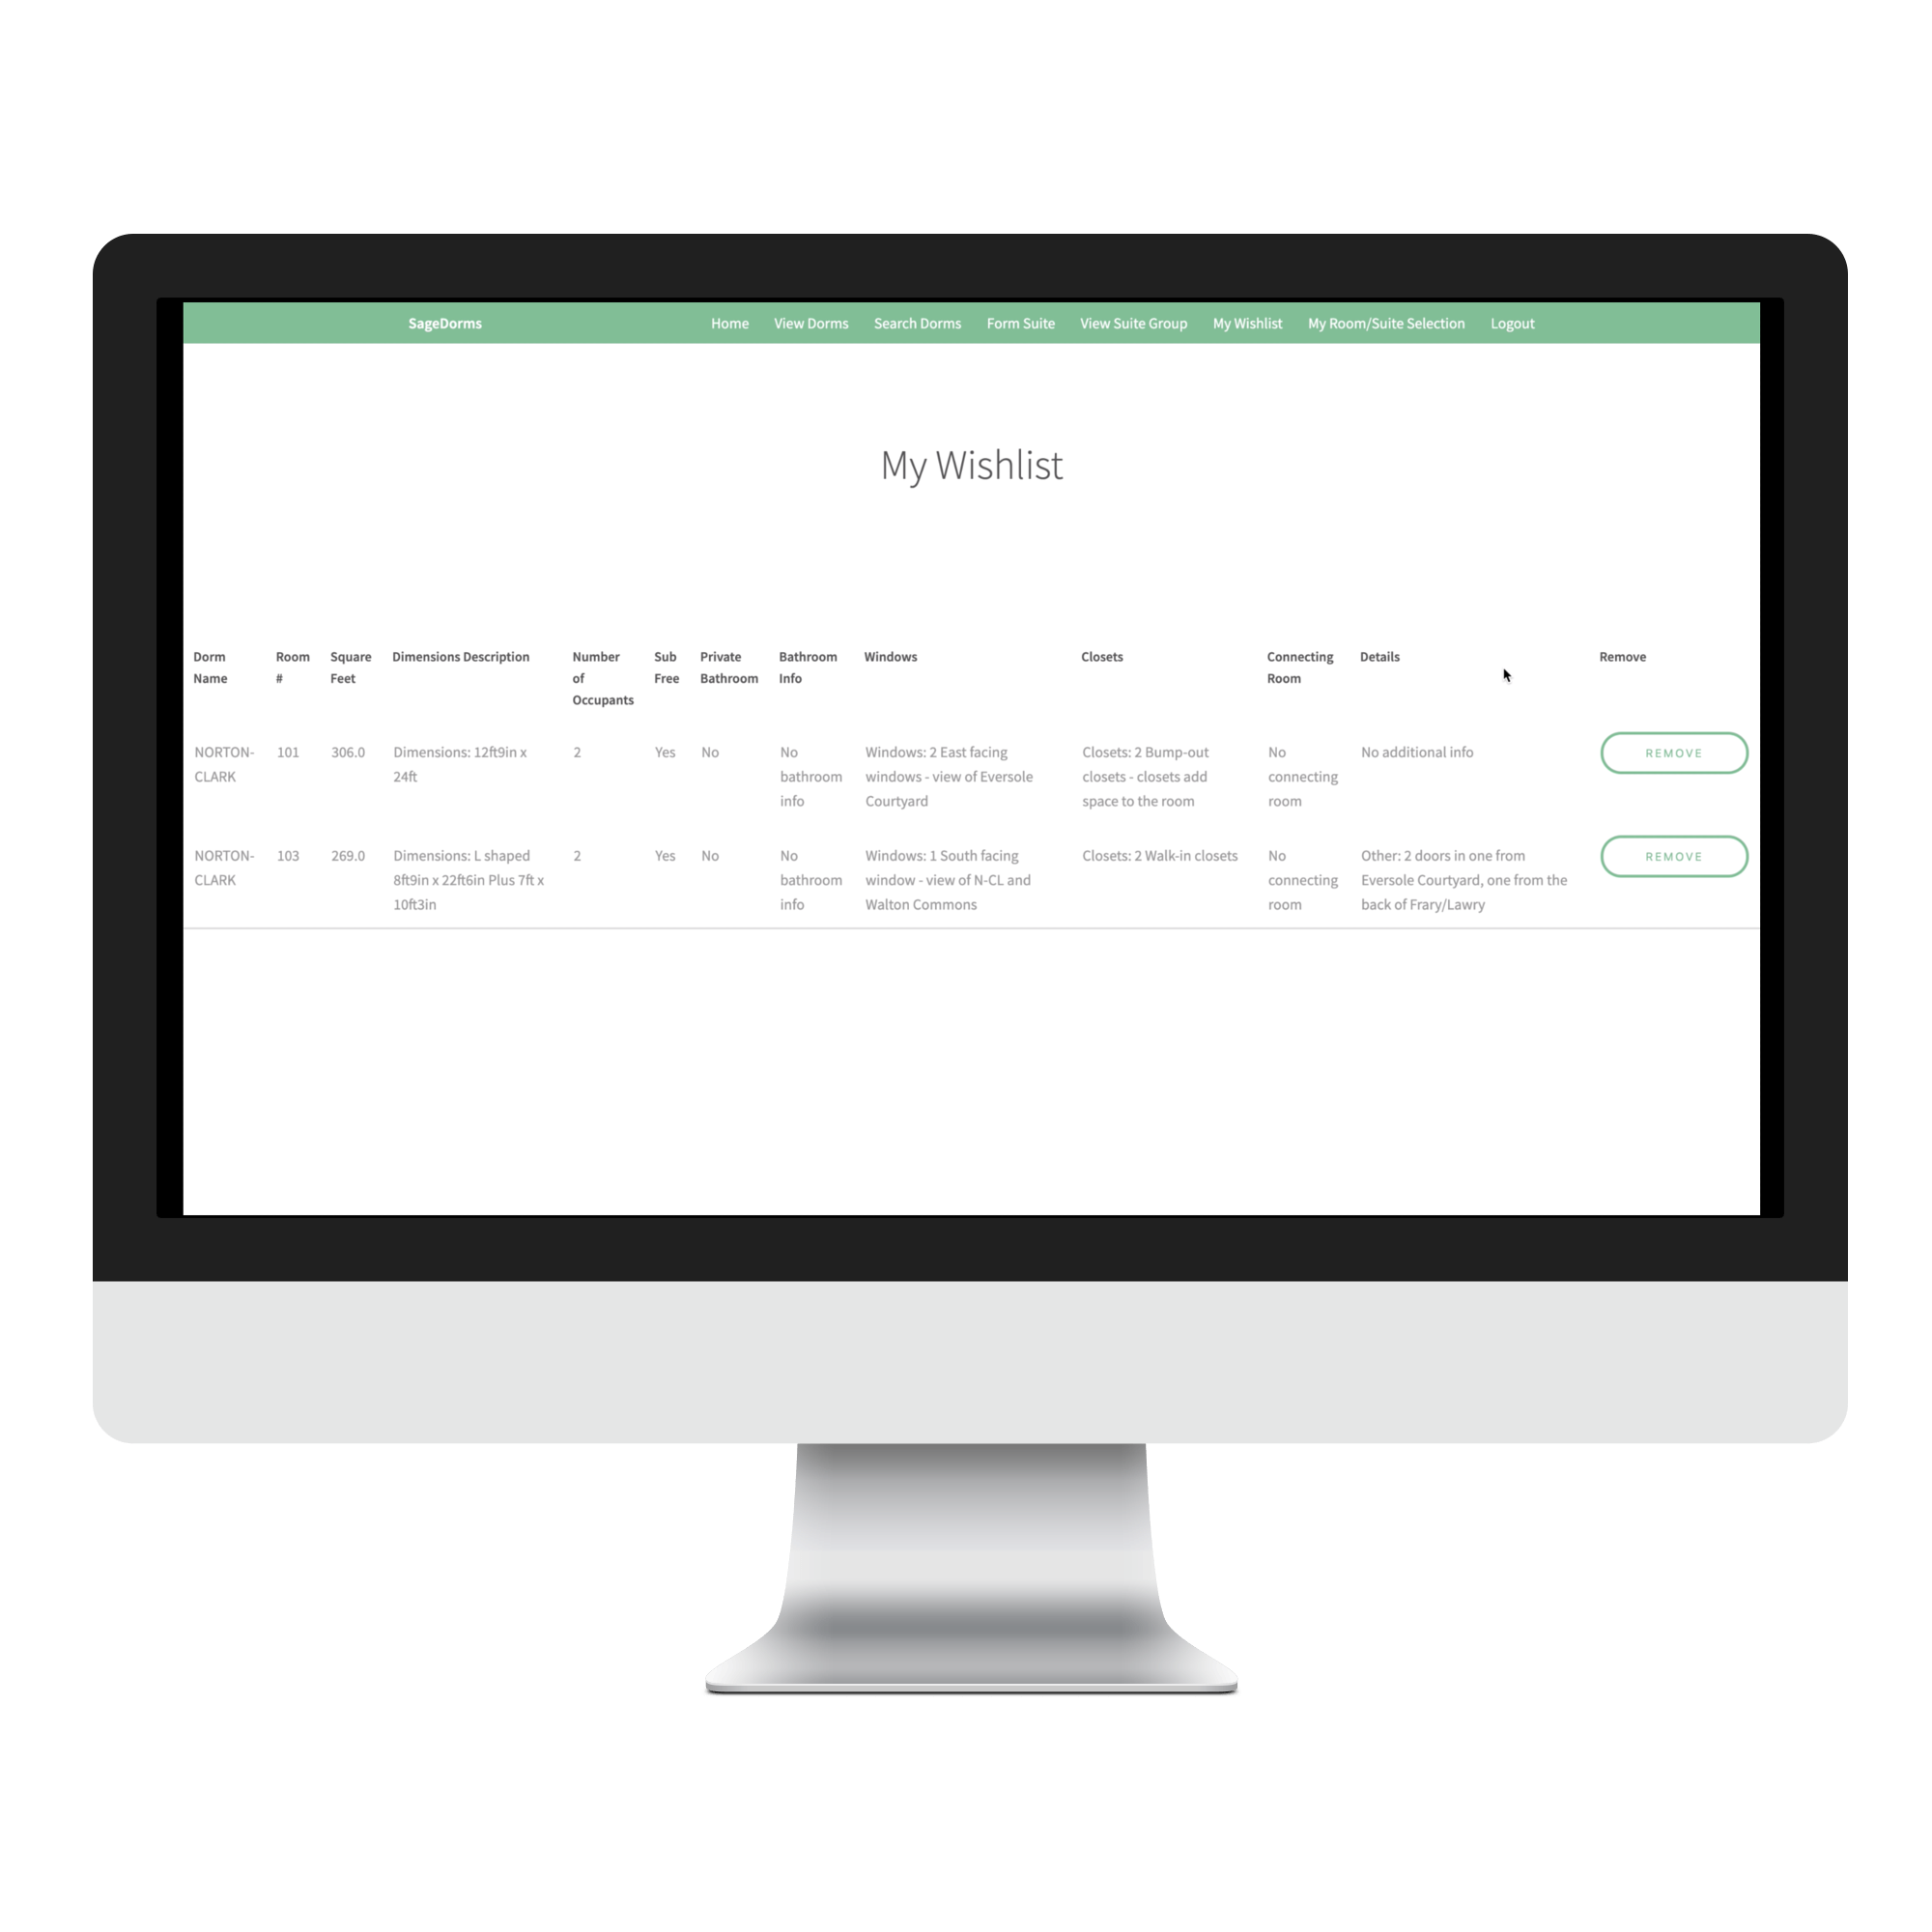 SageDorms Home View Dorms Search Dorms Form Suite View Suite Group My Wishlist My Room/Suite Selection Logout
My Wishlist
Dorm Name Room # Square Feet Dimensions Description Number of Occupants Sub Free Private Bathroom Bathroom Info Windows Closets Connecting Room Details Remove
NORTON-CLARK 101 306.0 Dimensions: 12ft9in x 24ft 2 Yes No No bathroom info Windows: 2 East facing windows - view of Eversole Courtyard Closets: 2 Bump-out closets - closets add space to the room No connecting room No additional info REMOVE
NORTON-CLARK 103 269.0 Dimensions: L shaped 8ft9in x 22ft6in Plus 7ft x 10ft3in 2 Yes No No bathroom info Windows: 1 South facing window - view of N-CL and Walton Commons Closets: 2 Walk-in closets No connecting room Other: 2 doors in one from Eversole Courtyard, one from the back of Frary/Lawry REMOVE